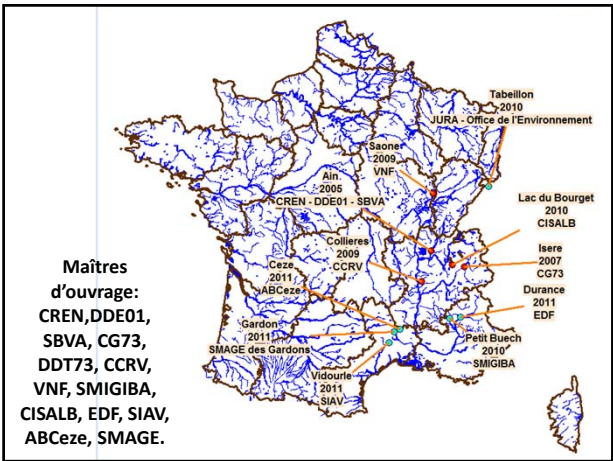 Tabeillon
2010
JURA - Office de l'Environnement
Saone
2009
VNF
Ain
2005
CREN - DDE01 - SBVA
Lac du Bourget
2010
CISALB
Collieres
2009
CCRV
Isere
2007
CG73
Ceze
2011
ABCeze
Durance
2011
EDF
Gardon
2011
SMAGE des Gardons
Petit Buech
2010
SMIGIBA
Vidourle
2011
SIAV
Maîtres
d'ouvrage:
CREN,DDE01,
SBVA, CG73,
DDT73, CCRV,
VNF, SMIGIBA,
CISALB, EDF, SIAV,
ABCeze, SMAGE.